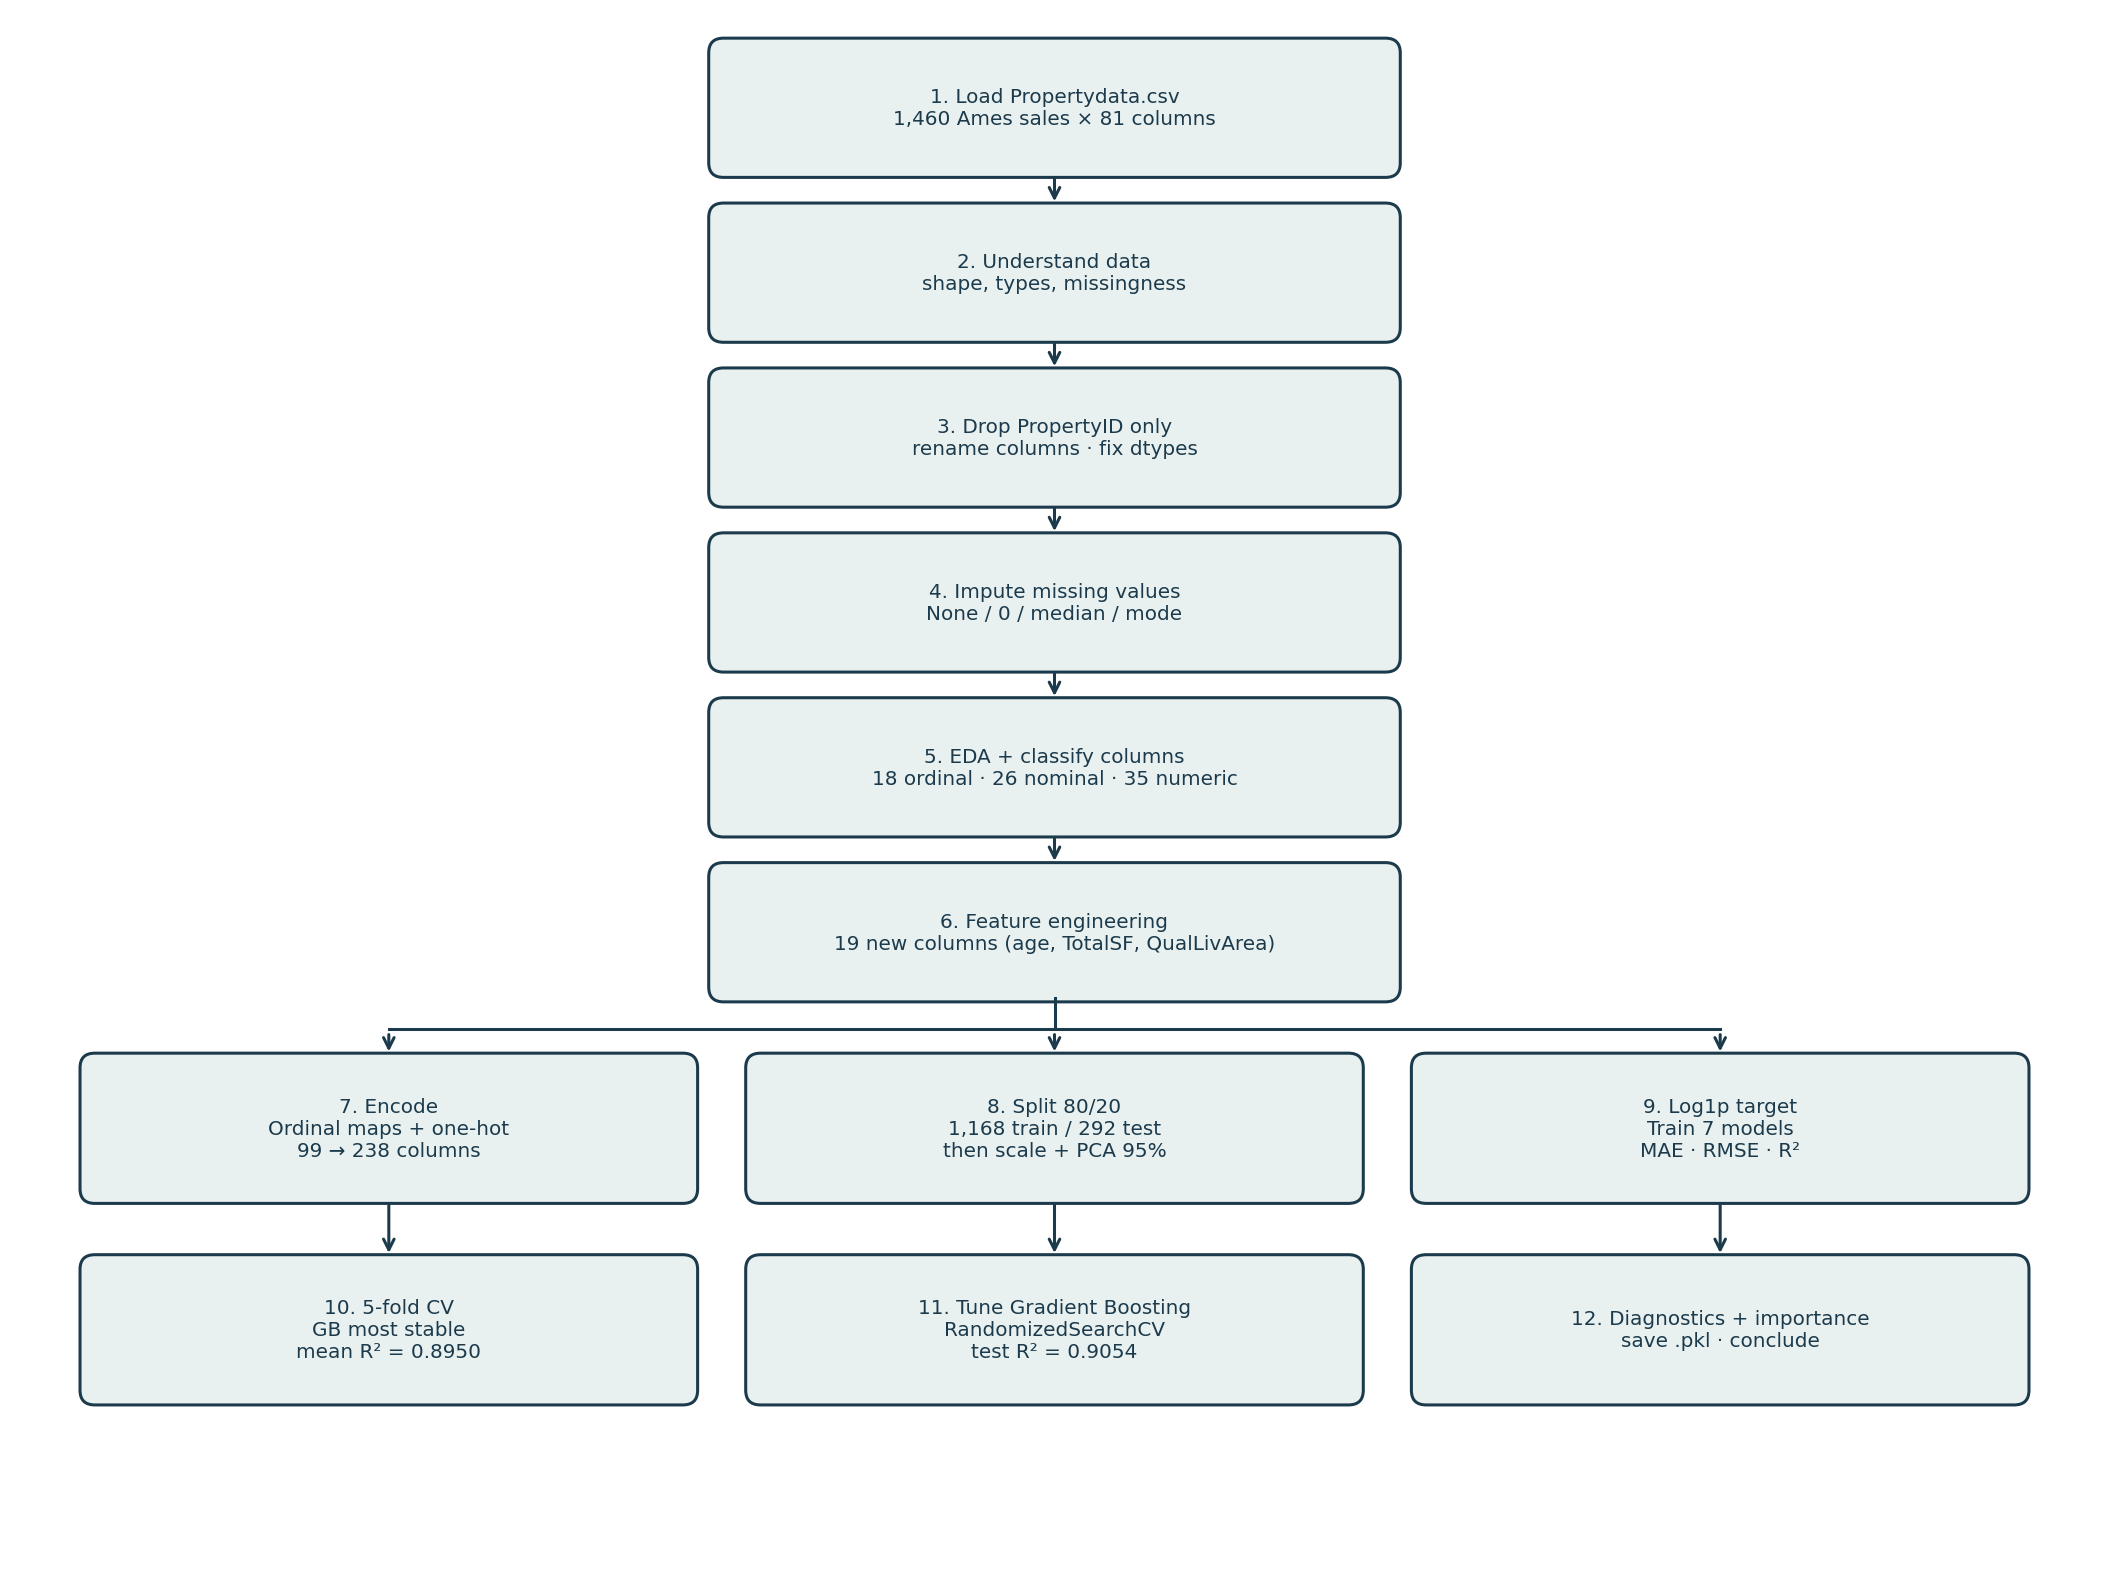 1. Load Propertydata.csv
1,460 Ames sales × 81 columns
2. Understand data
shape, types, missingness
3. Drop PropertyID only
rename columns · fix dtypes
4. Impute missing values
None / 0 / median / mode
5. EDA + classify columns
18 ordinal · 26 nominal · 35 numeric
6. Feature engineering
19 new columns (age, TotalSF, QualLivArea)
7. Encode
Ordinal maps + one-hot
99 → 238 columns
8. Split 80/20
1,168 train / 292 test
then scale + PCA 95%
9. Log1p target
Train 7 models
MAE · RMSE · R²
10. 5-fold CV
GB most stable
mean R² = 0.8950
11. Tune Gradient Boosting
RandomizedSearchCV
test R² = 0.9054
12. Diagnostics + importance
save .pkl · conclude